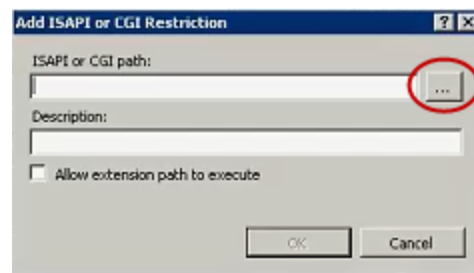 Add ISAPI or CGI Restriction
ISAPI or CGI path:
...
Description:
Allow extension path to execute
OK Cancel